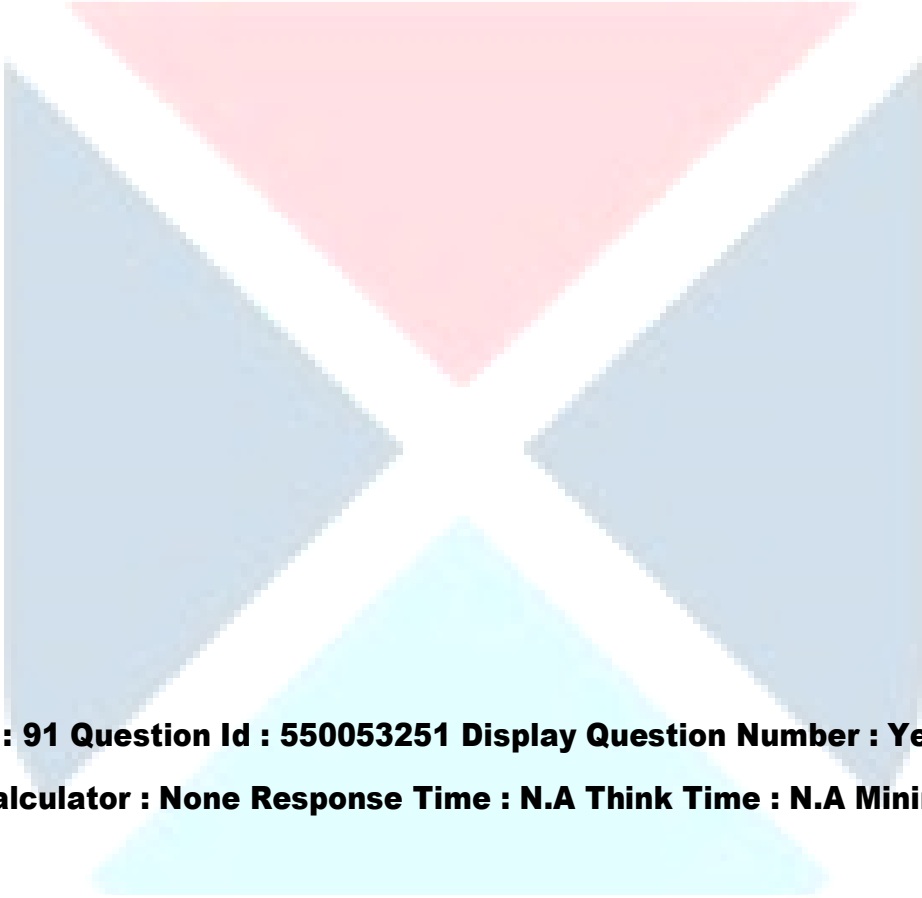 : 91 Question Id : 550053251 Display Question Number : Ye
alculator : None Response Time : N.A Think Time : N.A Mini